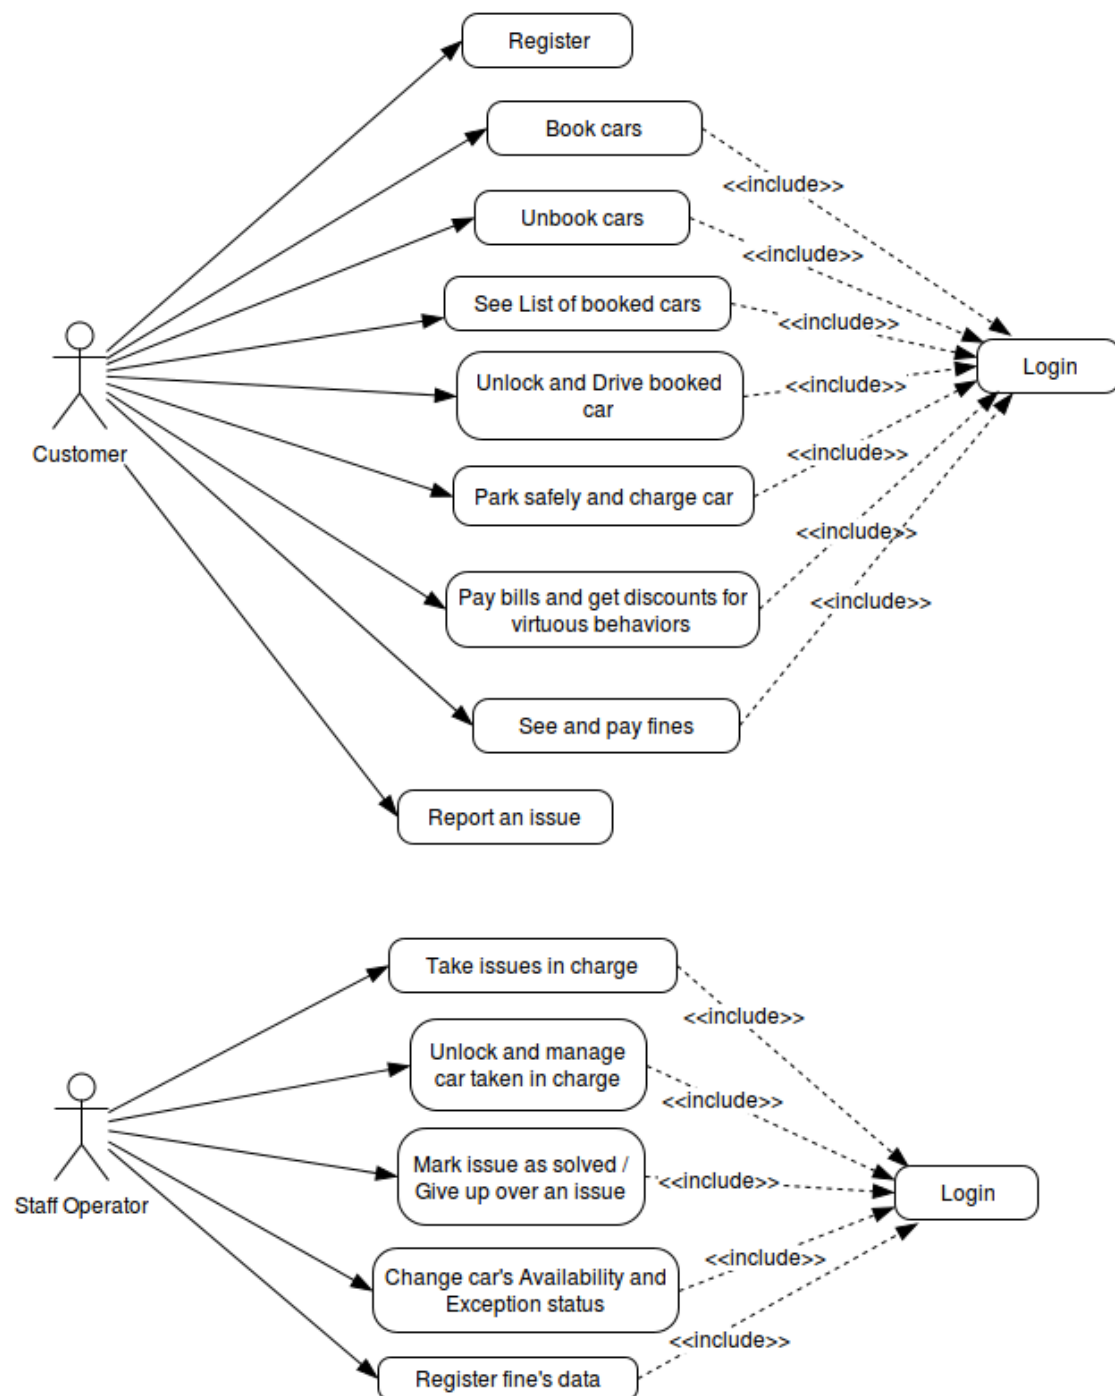 Register
Book cars
<<include>>
Unbook cars
<<include>>
See List of booked cars
<<include>>
Login
Unlock and Drive booked
car
<<include>>
Customer
<<include>>
Park safely and charge car
<<include>>
Pay bills and get discounts for
virtuous behaviors
<<include>>
See and pay fines
Report an issue
Take issues in charge
<<include>>
Unlock and manage
car taken in charge
<<include>>
Mark issue as solved /
Give up over an issue
<<include>>
Login
Staff Operator
<<include>>
Change car's Availability and
Exception status
<<include>>
Register fine's data